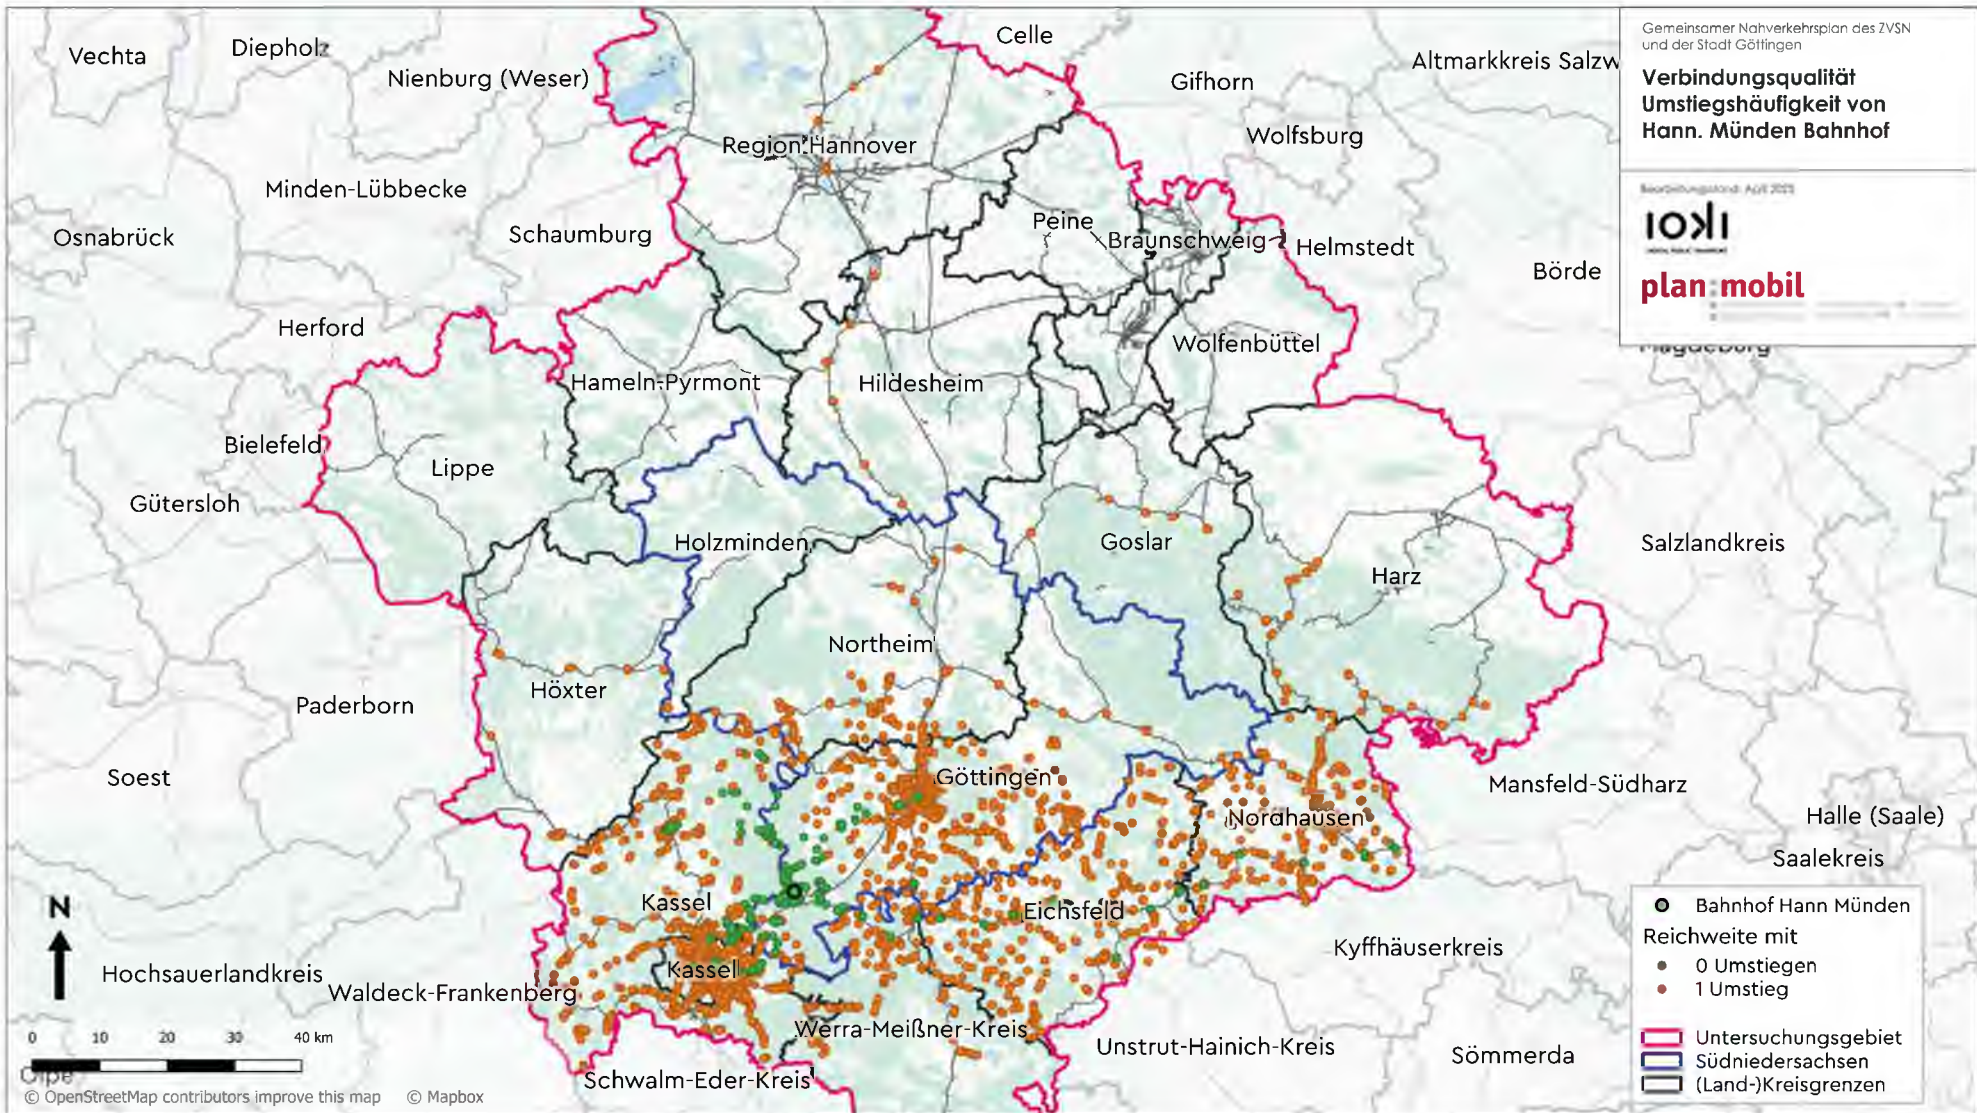 Gemeinsamer Nahverkehrsplan des ZVSN
und der Stadt Göttingen
Verbindungsqualität
Umstiegshäufigkeit von
Hann. Münden Bahnhof
Bearbeitungsstand: April 2025
ioki
plan:mobil
Vechta
Diepholz
Nienburg (Weser)
Celle
Gifhorn
Altmarkkreis Salzw
Wolfsburg
Region Hannover
Minden-Lübbecke
Schaumburg
Osnabrück
Peine
Braunschweig
Helmstedt
Börde
Herford
Wolfenbüttel
Magdeburg
Hameln-Pyrmont
Hildesheim
Bielefeld
Lippe
Gütersloh
Holzminden
Goslar
Salzlandkreis
Harz
Northeim
Höxter
Paderborn
Soest
Göttingen
Mansfeld-Südharz
Nordhausen
Halle (Saale)
Saalekreis
Kassel
Eichsfeld
Kyffhäuserkreis
Hochsauerlandkreis
Kassel
Waldeck-Frankenberg
Werra-Meißner-Kreis
Unstrut-Hainich-Kreis
Sömmerda
Schwalm-Eder-Kreis
Olpe
N
0 10 20 30 40 km
© OpenStreetMap contributors improve this map © Mapbox
Bahnhof Hann Münden
Reichweite mit
0 Umstiegen
1 Umstieg
Untersuchungsgebiet
Südniedersachsen
(Land-)Kreisgrenzen